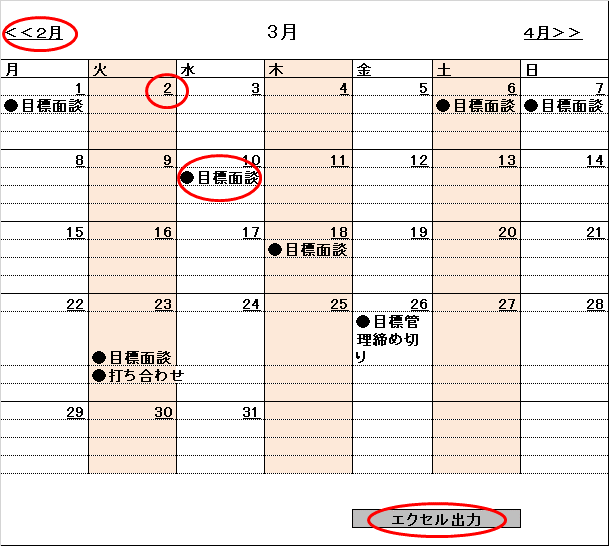 <<2月 3月 4月>>
月 火 水 木 金 土 日
1 2 3 4 5 6 7
●目標面談 ●目標面談 ●目標面談
8 9 10 11 12 13 14
●目標面談
15 16 17 18 19 20 21
●目標面談
22 23 24 25 26 27 28
●目標管
理締め切
り
●目標面談
●打ち合わせ
29 30 31
エクセル出力